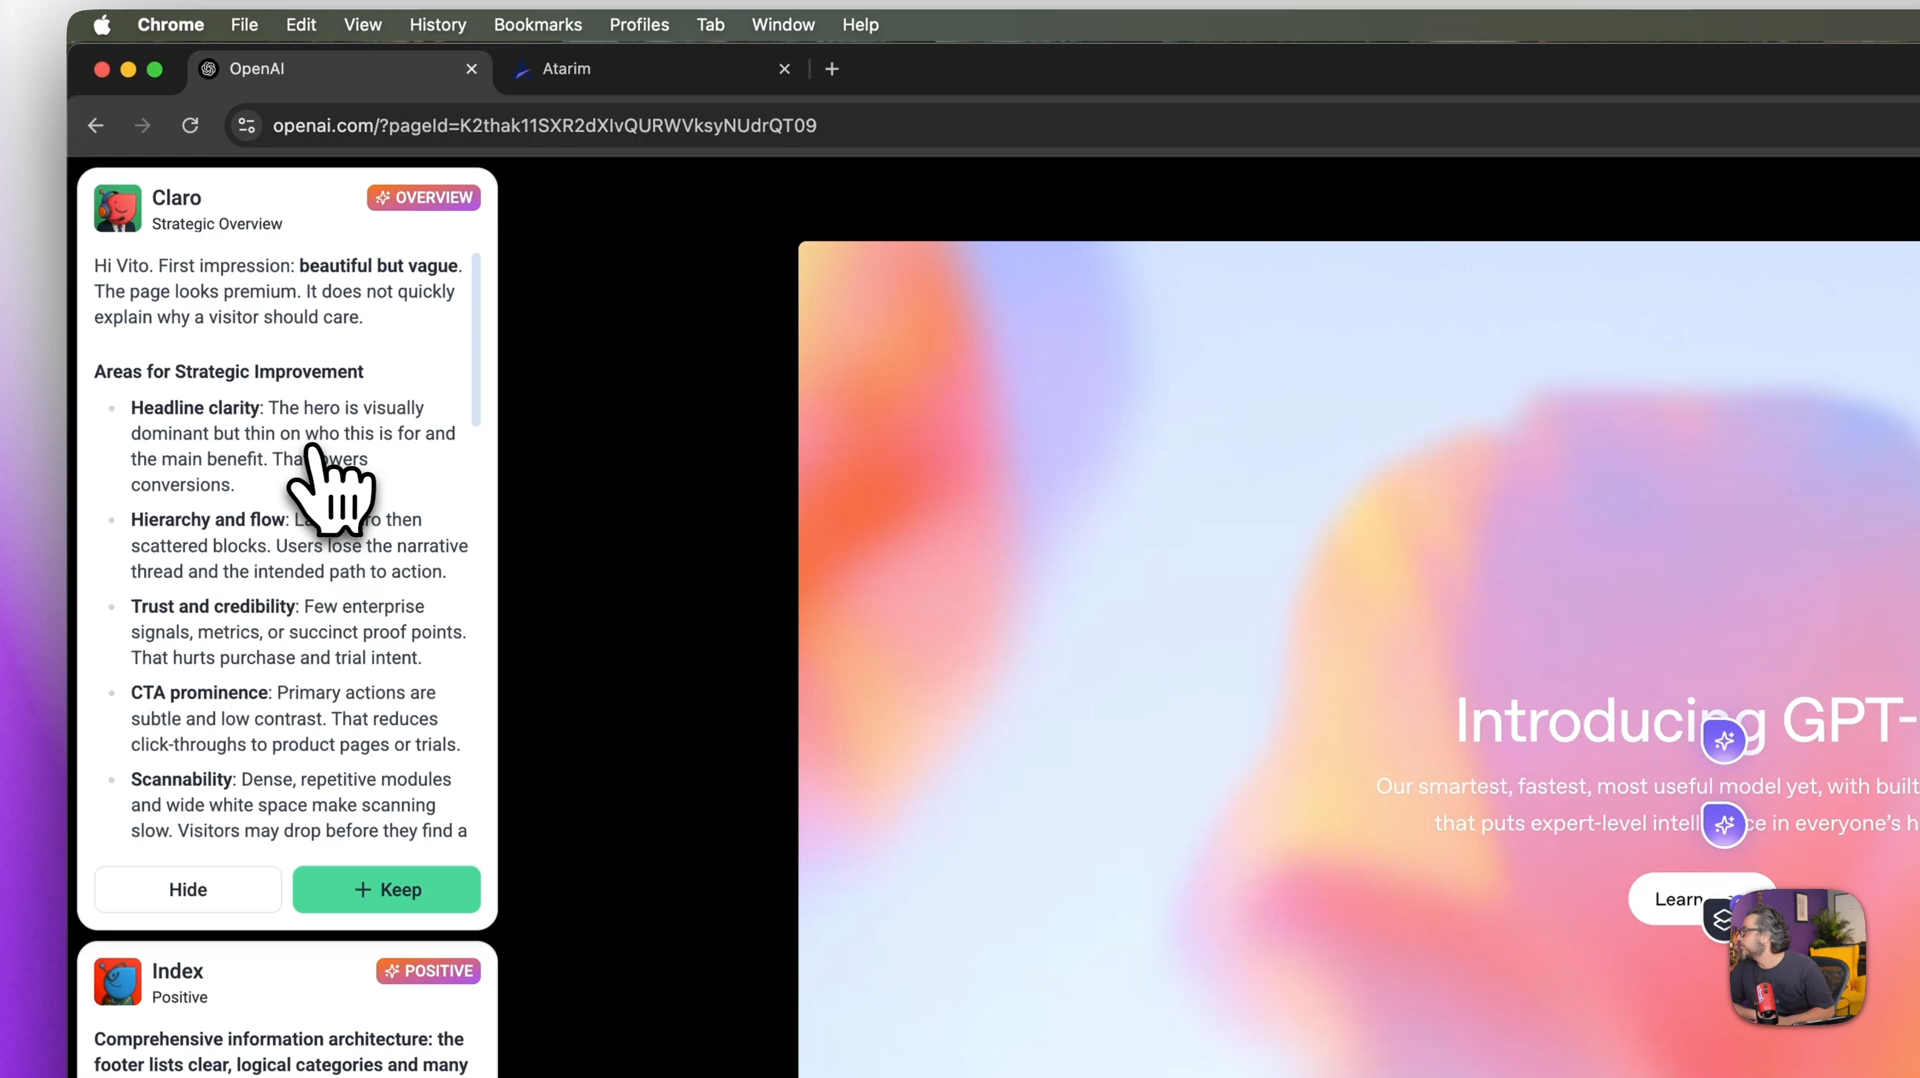 Chrome File Edit View History Bookmarks Profiles Tab Window Help
OpenAI
Atarim
openai.com/?pageId=K2thak11SXR2dXIvQURWVksyNUdrQT09
Claro
OVERVIEW
Strategic Overview
Hi Vito. First impression: beautiful but vague.
The page looks premium. It does not quickly
explain why a visitor should care.
Areas for Strategic Improvement
Headline clarity: The hero is visually
dominant but thin on who this is for and
the main benefit.
conversions.
Hierarchy and flow: then
scattered blocks. Users lose the narrative
thread and the intended path to action.
Trust and credibility: Few enterprise
signals, metrics, or succinct proof points.
That hurts purchase and trial intent.
CTA prominence: Primary actions are
subtle and low contrast. That reduces
click-throughs to product pages or trials.
Scannability: Dense, repetitive modules
and wide white space make scanning
slow. Visitors may drop before they find a
Hide
+ Keep
Index
POSITIVE
Positive
Comprehensive information architecture: the
footer lists clear, logical categories and many
Introducing GPT-
Our smartest, fastest, most useful model yet, with built
that puts expert-level in everyone's h
Learn